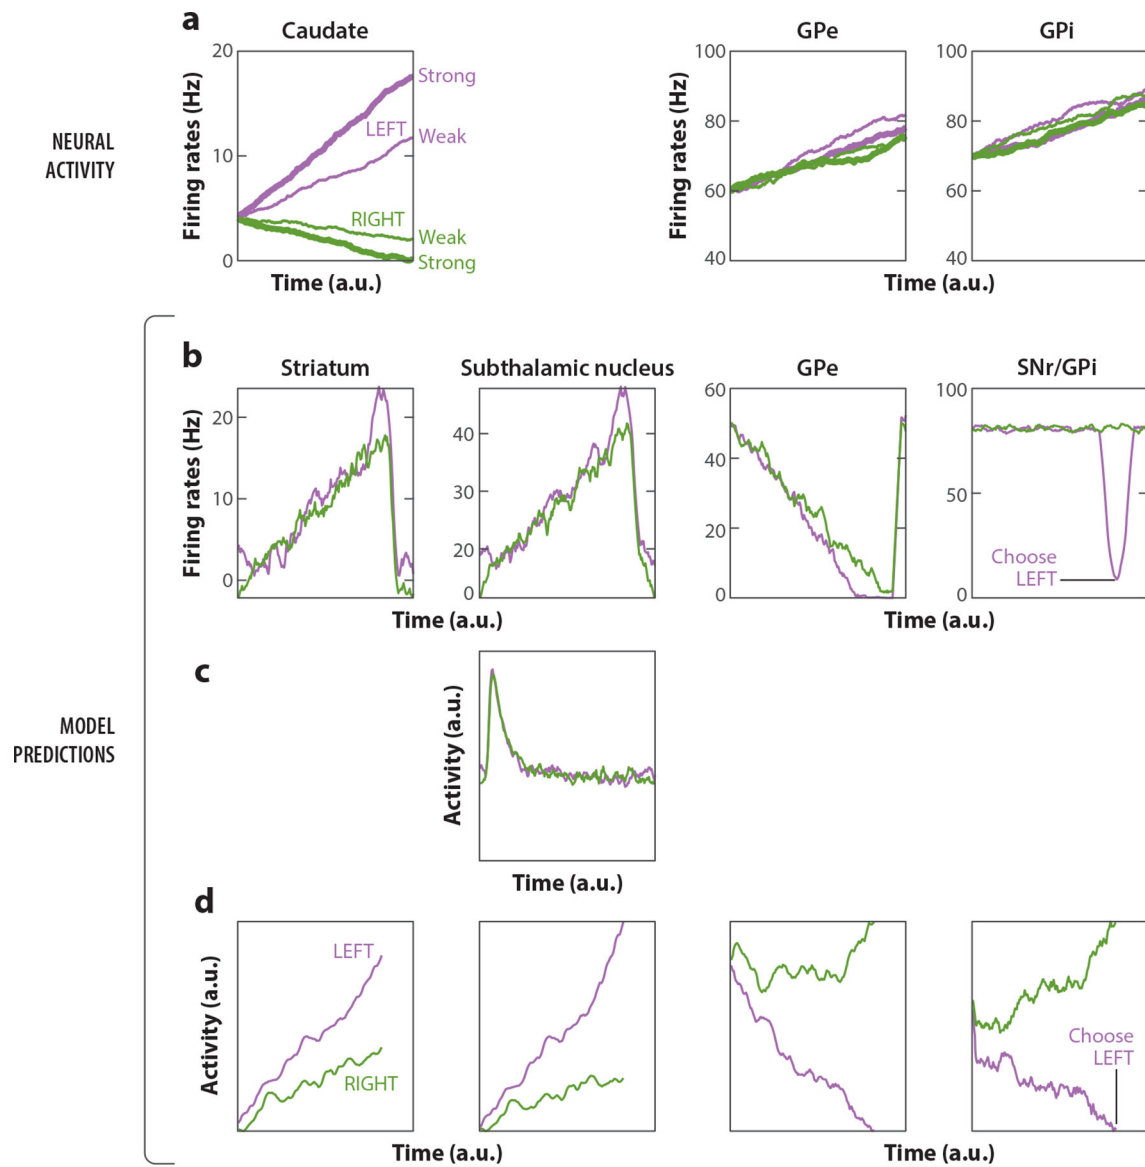 a
Caudate
GPe
GPi
NEURAL
ACTIVITY
Firing rates (Hz)
20
10
0
Strong
LEFT
Weak
RIGHT
Weak
Strong
Time (a.u.)
Firing rates (Hz)
100
80
60
40
100
80
60
40
Time (a.u.)
MODEL
PREDICTIONS
b
Striatum
Subthalamic nucleus
GPe
SNr/GPi
Firing rates (Hz)
20
10
0
40
30
20
0
Time (a.u.)
60
40
20
0
100
50
0
Choose
LEFT
Time (a.u.)
c
Activity (a.u.)
Time (a.u.)
d
Activity (a.u.)
LEFT
RIGHT
Time (a.u.)
Choose
LEFT
Time (a.u.)